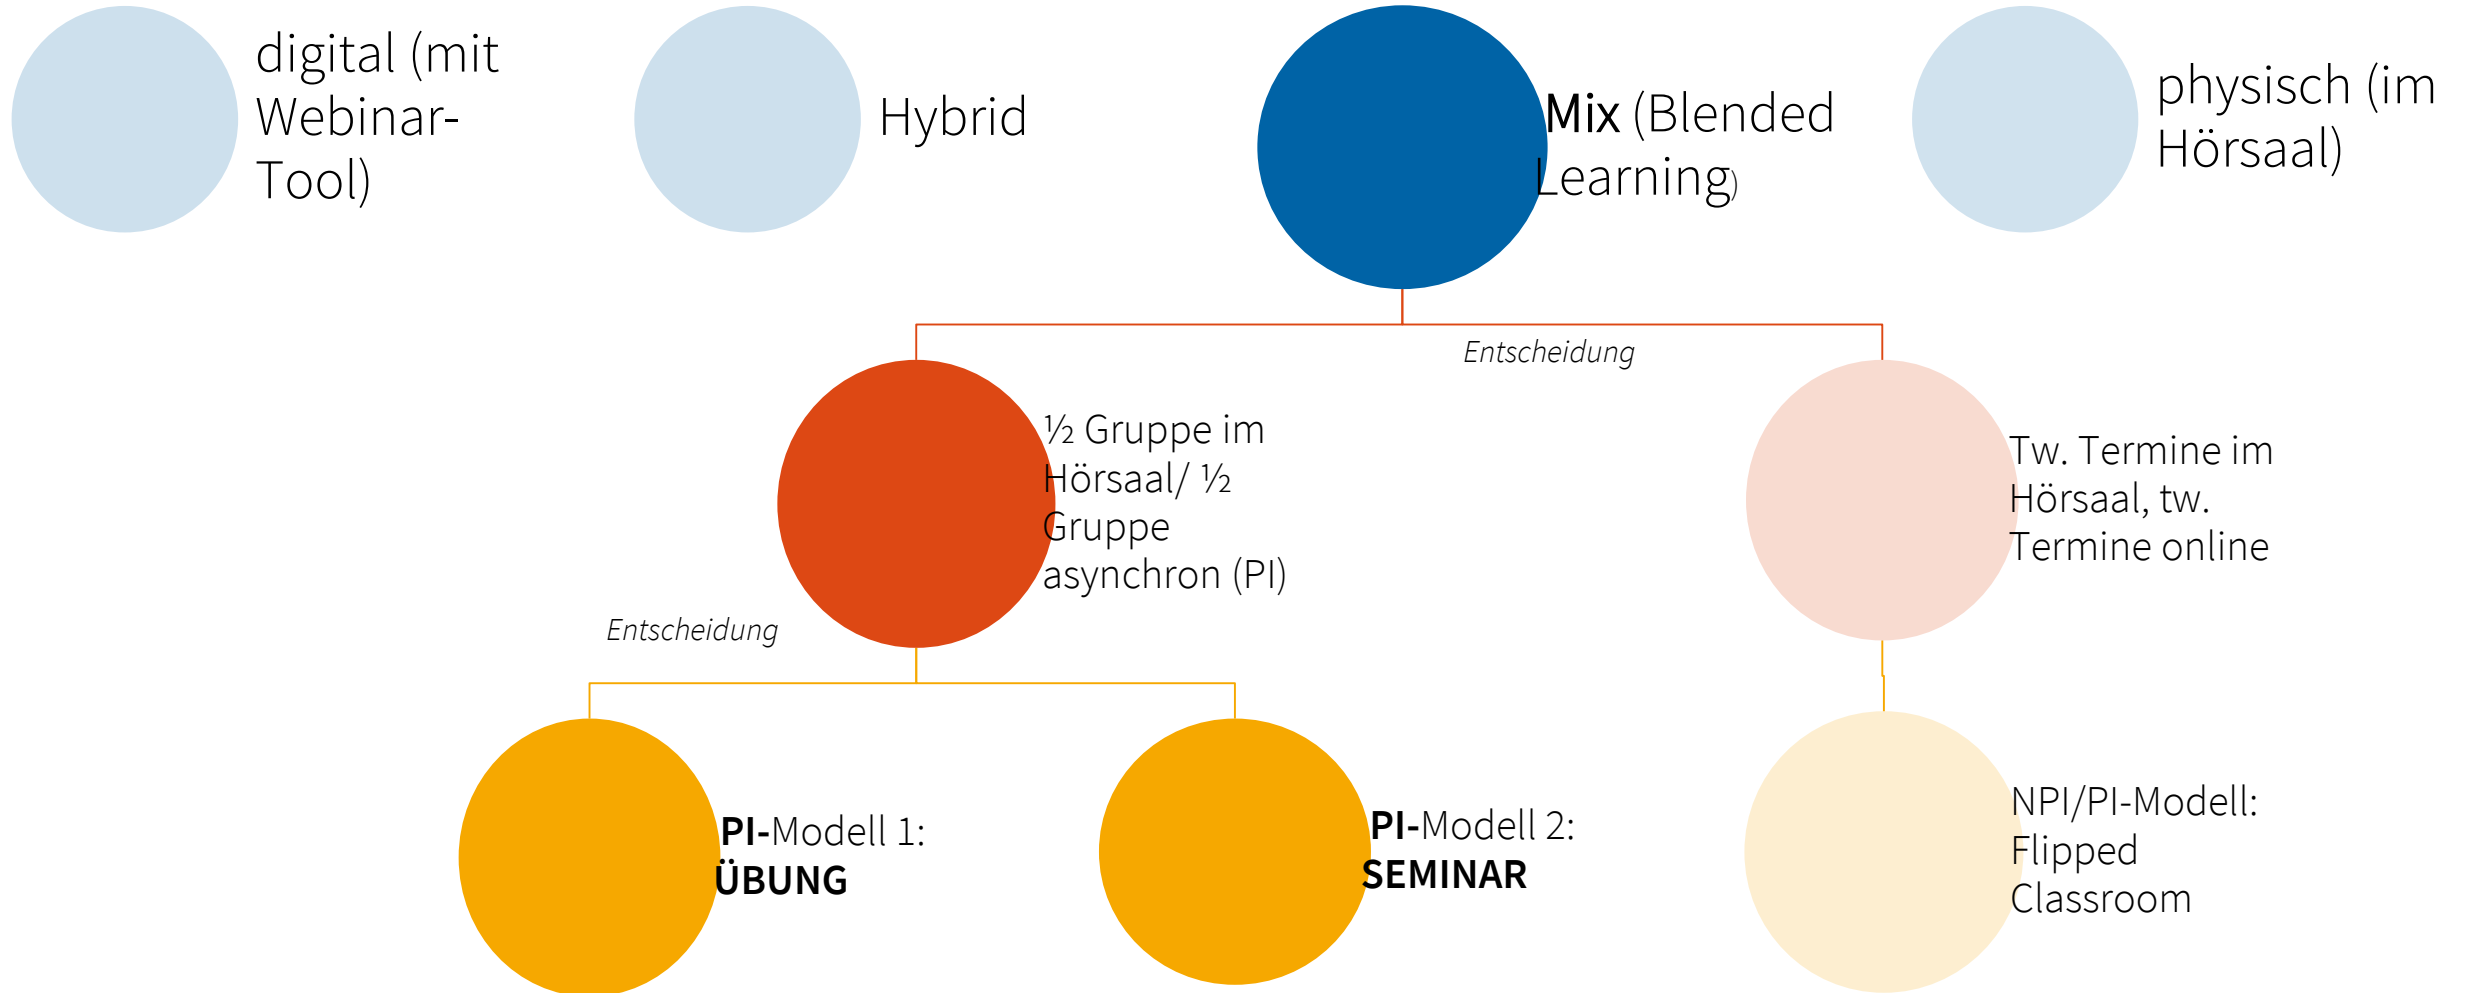 digital (mit
Webinar-
Tool)
Hybrid
Mix (Blended
Learning)
physisch (im
Hörsaal)
Entscheidung
½ Gruppe im
Hörsaal/ ½
Gruppe
asynchron (PI)
Tw. Termine im
Hörsaal, tw.
Termine online
Entscheidung
PI-Modell 1:
ÜBUNG
PI-Modell 2:
SEMINAR
NPI/PI-Modell:
Flipped
Classroom